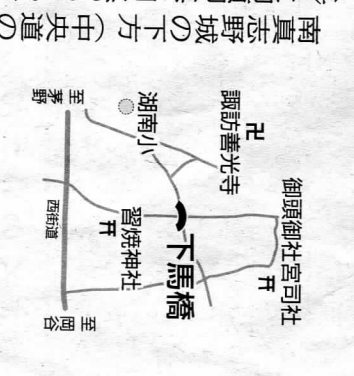 南真志野城の下方（中央道の
卍
諏訪善光寺
御頭御社宮司社
湖南小
下馬橋
習焼神社
西街道
至茅野
至岡谷